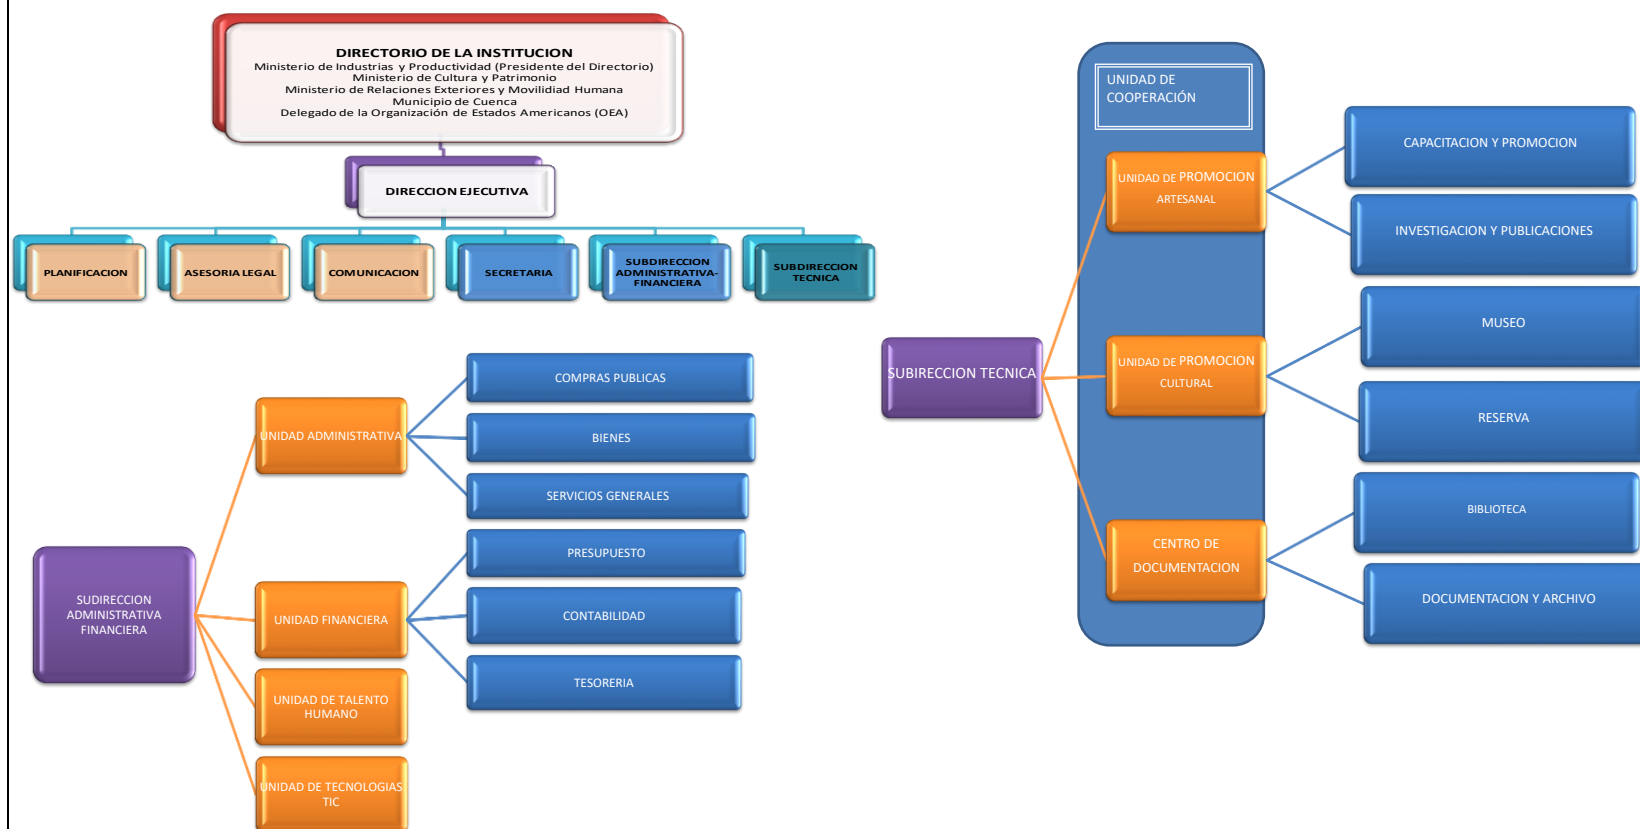 DIRECTORIO DE LA INSTITUCION
Ministerio de Industrias y Productividad (Presidente del Directorio)
Ministerio de Cultura y Patrimonio
Ministerio de Relaciones Exteriores y Movilidiad Humana
Municipio de Cuenca
Delegado de la Organización de Estados Americanos (OEA)
DIRECCION EJECUTIVA
PLANIFICACION
ASESORIA LEGAL
COMUNICACION
SECRETARIA
SUBDIRECCION
ADMINISTRATIVA-
FINANCIERA
SUBDIRECCION
TECNICA
SUDIRECCION
ADMINISTRATIVA
FINANCIERA
UNIDAD ADMINISTRATIVA
COMPRAS PUBLICAS
BIENES
SERVICIOS GENERALES
UNIDAD FINANCIERA
PRESUPUESTO
CONTABILIDAD
TESORERIA
UNIDAD DE TALENTO
HUMANO
UNIDAD DE TECNOLOGIAS
TIC
UNIDAD DE
COOPERACIÓN
SUBIRECCION TECNICA
UNIDAD DE PROMOCION
ARTESANAL
CAPACITACION Y PROMOCION
INVESTIGACION Y PUBLICACIONES
UNIDAD DE PROMOCION
CULTURAL
MUSEO
RESERVA
CENTRO DE
DOCUMENTACION
BIBLIOTECA
DOCUMENTACION Y ARCHIVO